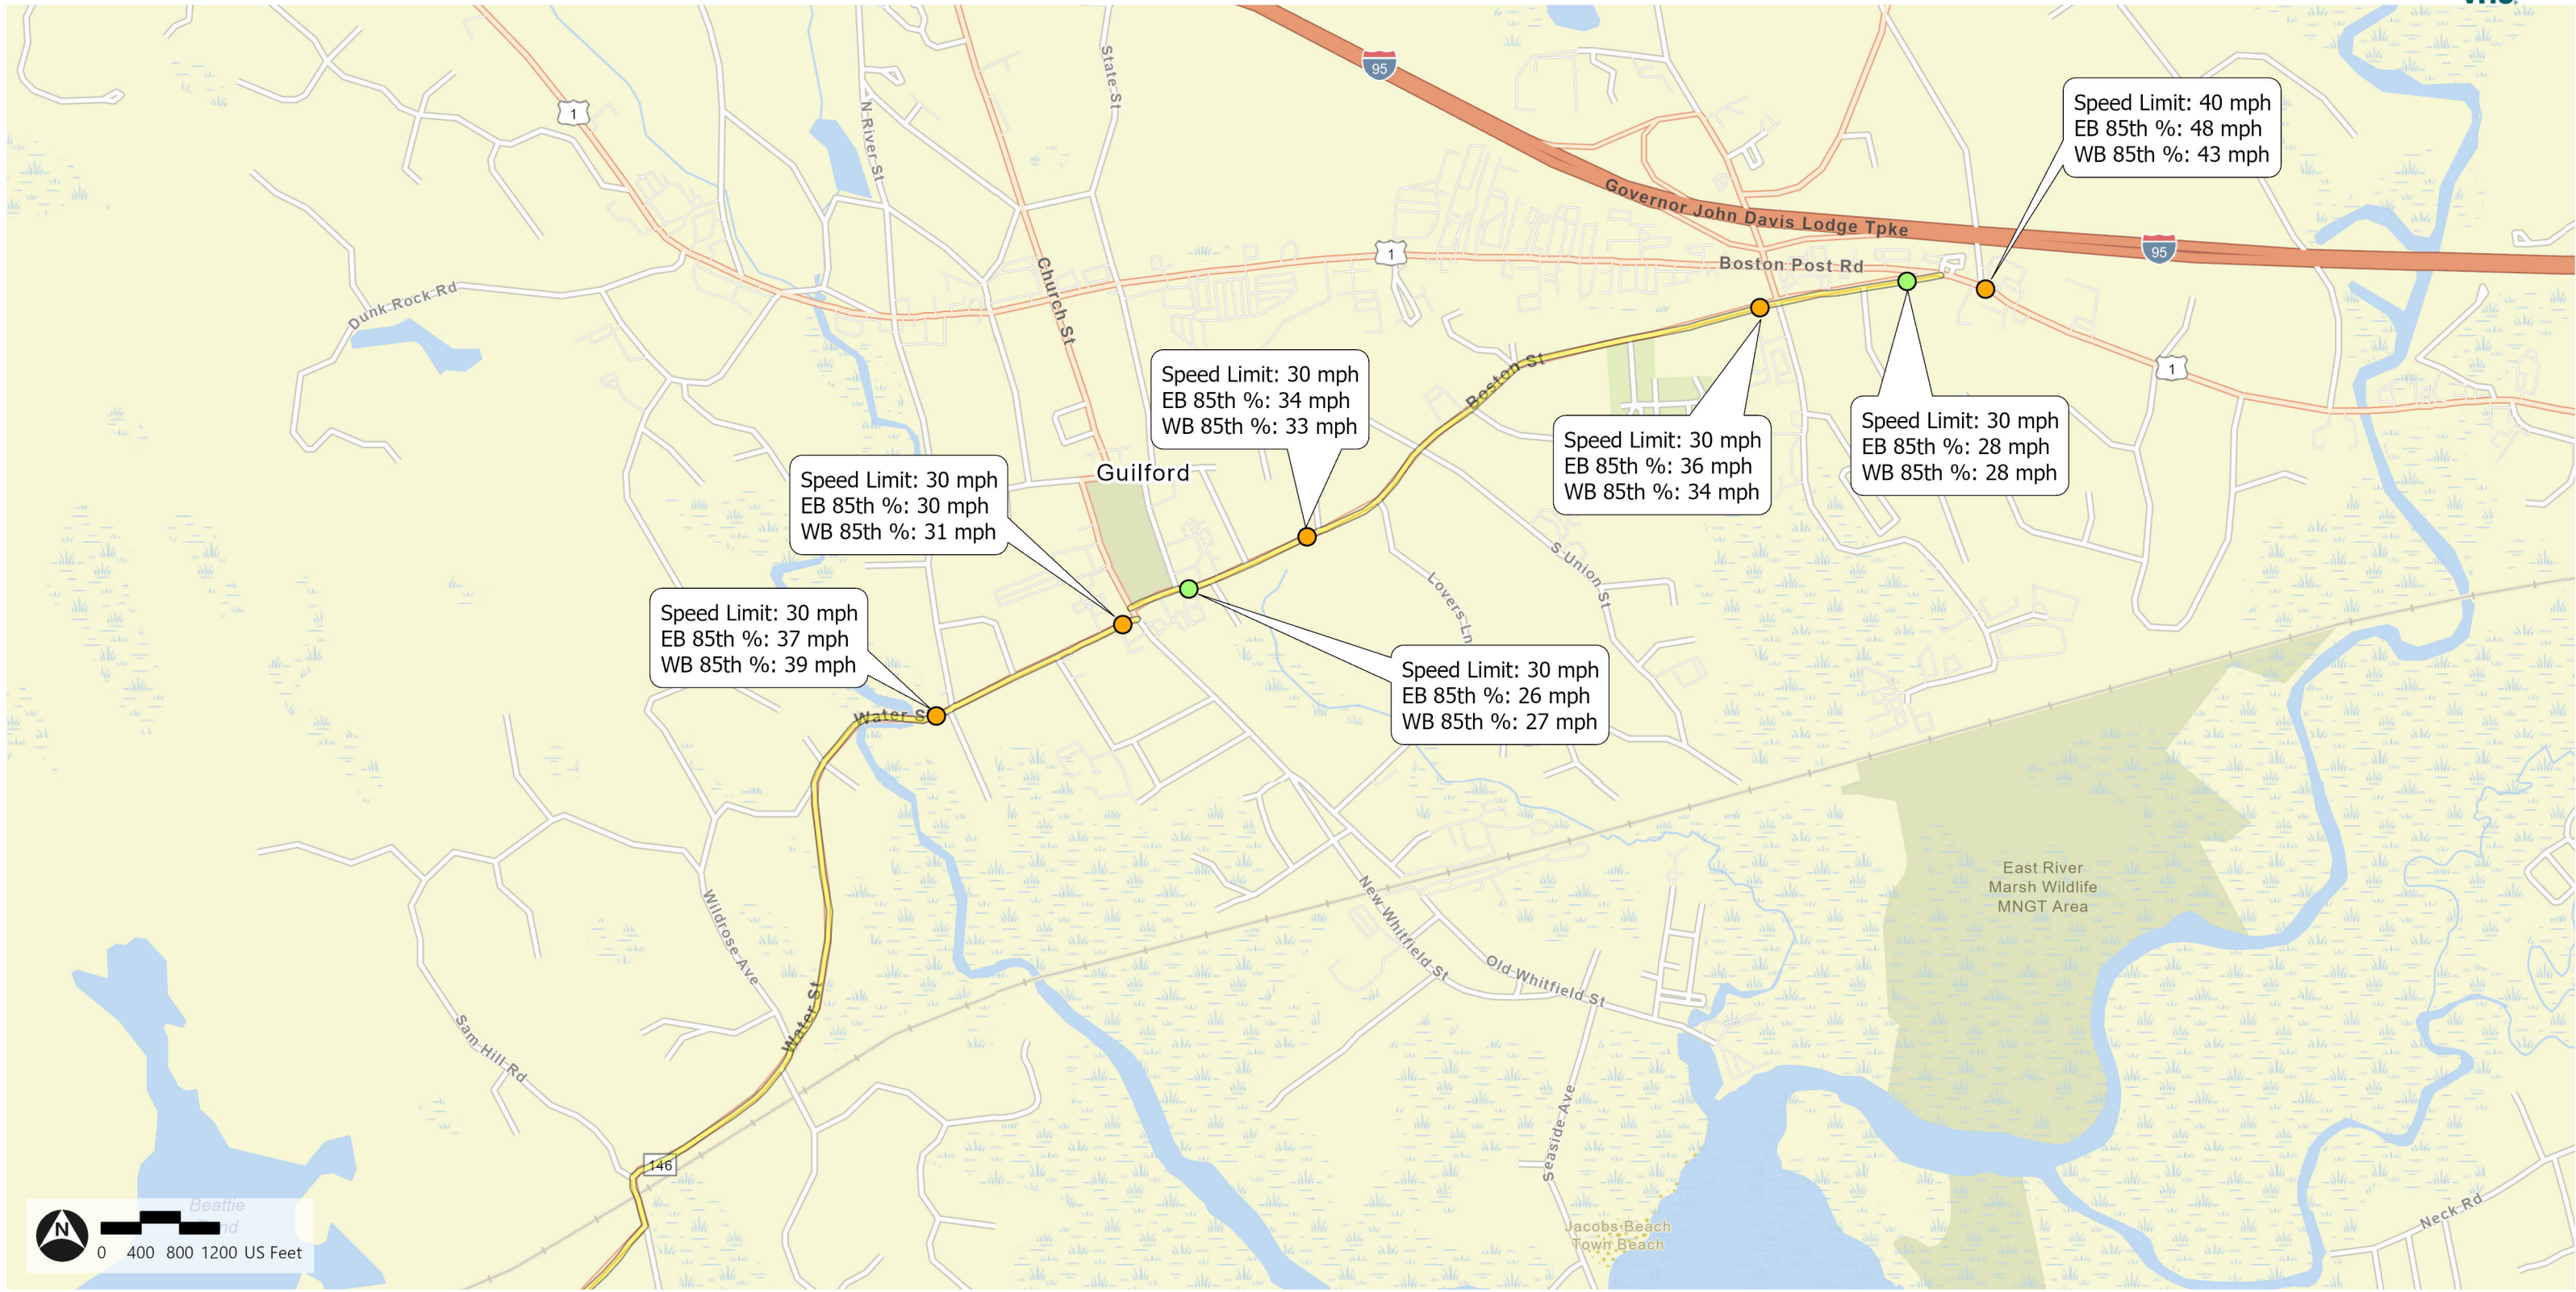 95
State St
1
N River St
Speed Limit: 40 mph
EB 85th %: 48 mph
WB 85th %: 43 mph
Governor John Davis Lodge Tpke
95
1
Boston Post Rd
Church St
Dunk Rock Rd
Boston St
1
Speed Limit: 30 mph
EB 85th %: 34 mph
WB 85th %: 33 mph
Speed Limit: 30 mph
EB 85th %: 36 mph
WB 85th %: 34 mph
Speed Limit: 30 mph
EB 85th %: 28 mph
WB 85th %: 28 mph
Guilford
Speed Limit: 30 mph
EB 85th %: 30 mph
WB 85th %: 31 mph
S Union St
Lovers Ln
Speed Limit: 30 mph
EB 85th %: 37 mph
WB 85th %: 39 mph
Speed Limit: 30 mph
EB 85th %: 26 mph
WB 85th %: 27 mph
Water S
East River
Marsh Wildlife
MNGT Area
Wildrose Ave
New Whitfield St
Old Whitfield St
Water St
Sam Hill Rd
Seaside Ave
146
Beattie
Neck Rd
Jacobs Beach
Town Beach
N
0 400 800 1200 US Feet